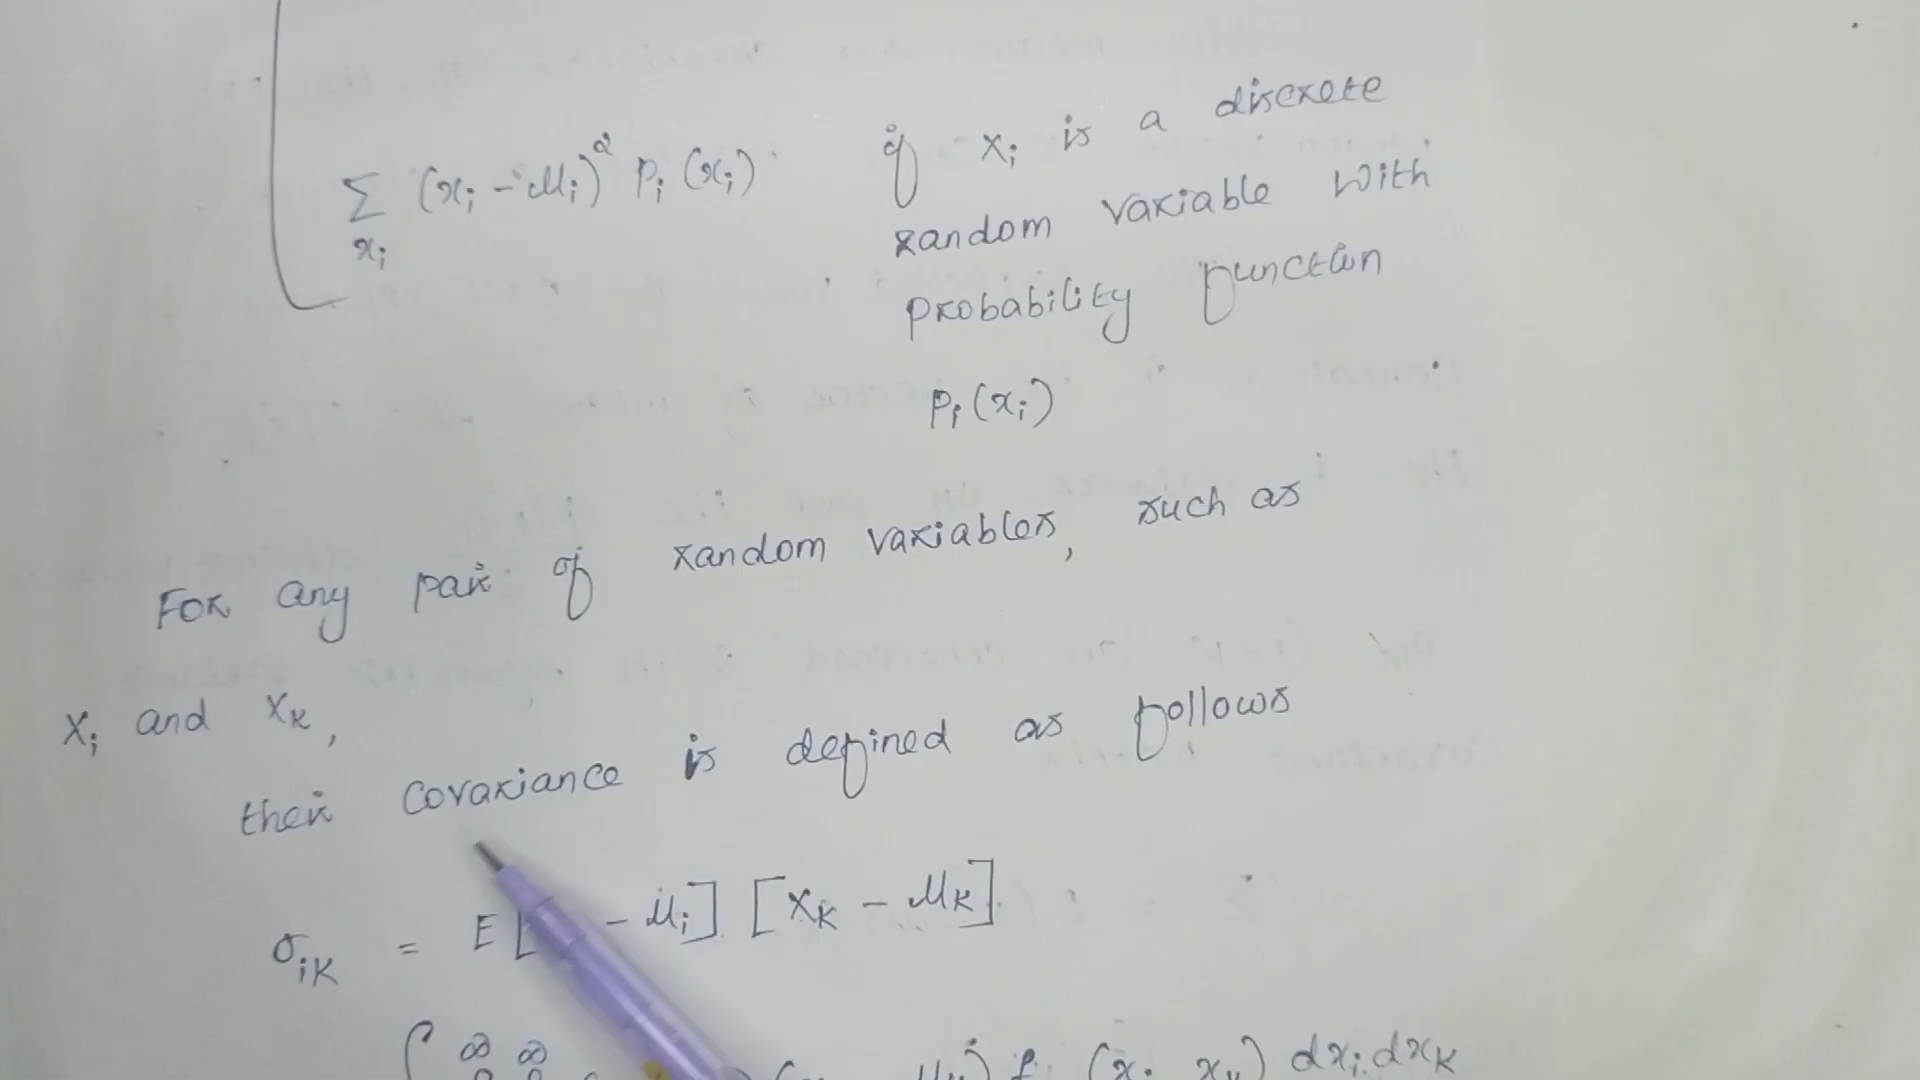 ∑ (xᵢ - μᵢ)² pᵢ (xᵢ) if Xᵢ is a discrete
xᵢ
random variable with
probability function
pᵢ (xᵢ)
For any pair of random variables, such as
Xᵢ and Xₖ,
their covariance is defined as follows
σᵢₖ = E [ - μᵢ] [Xₖ - μₖ]
∞ ∞ dxᵢ dxₖ